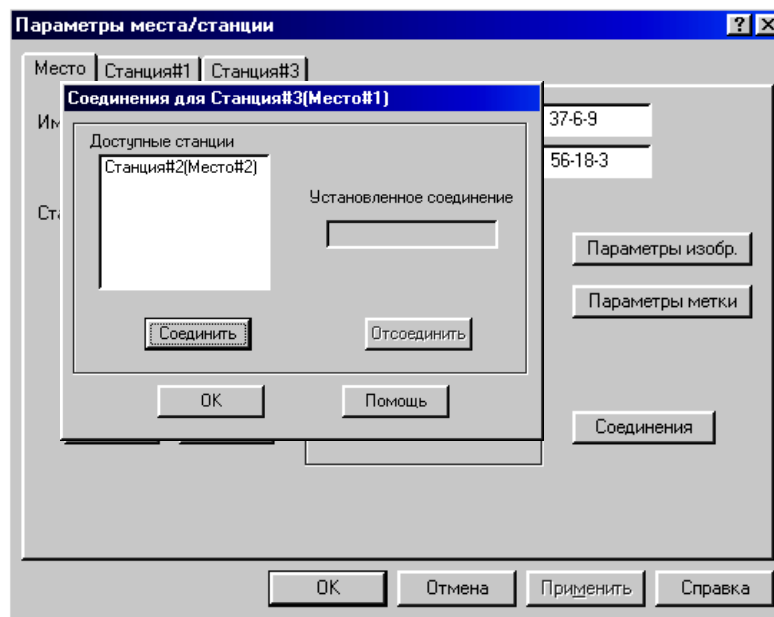 Параметры места/станции
Место Станция#1 Станция#3
Соединения для Станция#3(Место#1)
37-6-9
Доступные станции
56-18-3
Станция#2(Место#2)
Установленное соединение
Параметры изобр.
Параметры метки
Соединить Отсоединить
OK Помощь
Соединения
OK Отмена Применить Справка